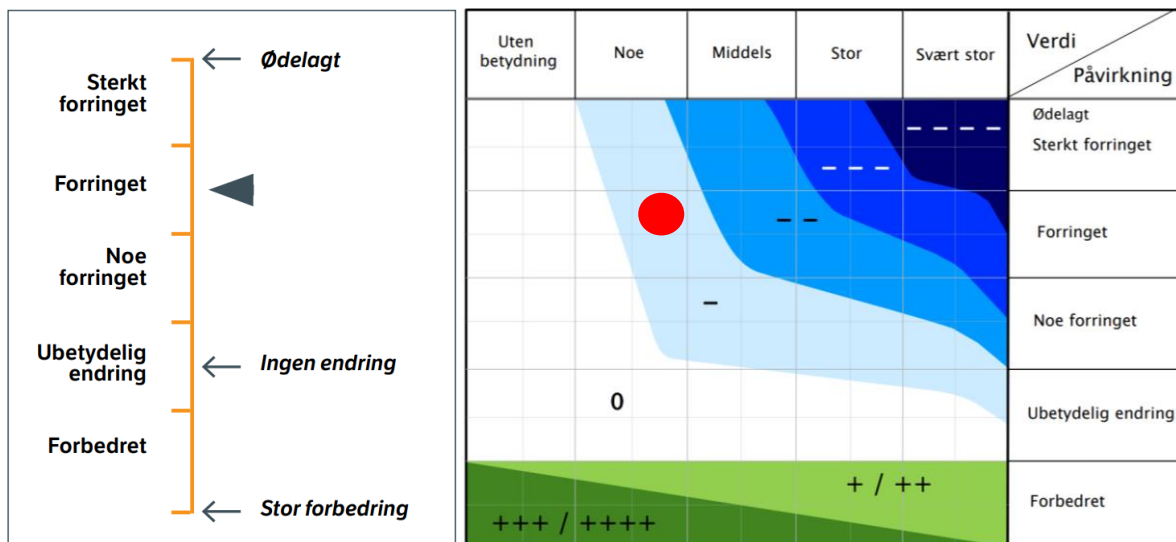 Ødelagt
Sterkt
forringet
Forringet
Noe
forringet
Ubetydelig
endring
Ingen endring
Forbedret
Stor forbedring
Uten
betydning
Noe
Middels
Stor
Svært stor
Verdi
Påvirkning
– – – –
Ødelagt
Sterkt forringet
– – –
– –
Forringet
–
Noe forringet
0
Ubetydelig endring
+ / ++
Forbedret
+++ / ++++